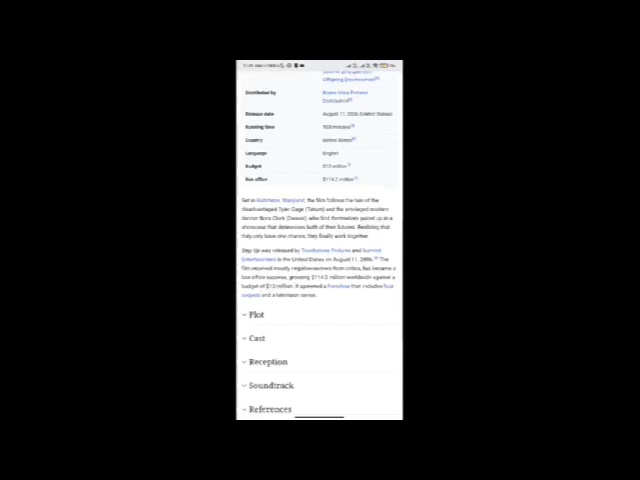 Offspring Entertainment
Distributed by
Buena Vista Pictures
Distribution
Release date
August 11, 2006 (United States)
Running time
Country
United States
Language
English
Budget
$12 million
Box office
$114.2 million
Set in Baltimore, Maryland, the film follows the tale of the
disadvantaged Tyler Gage (Tatum) and the privileged modern
dancer Nora Clark (Dewan), who find themselves paired up in a
showcase that determines both of their futures. Realizing that
they only have one chance, they finally work together.
Step Up was released by Touchstone Pictures and Summit
Entertainment in the United States on August 11, 2006. The
film received mostly negative reviews from critics, but became a
box office success, grossing $114.2 million worldwide against a
budget of $12 million. It spawned a franchise that includes four
sequels and a television series.
Plot
Cast
Reception
Soundtrack
References